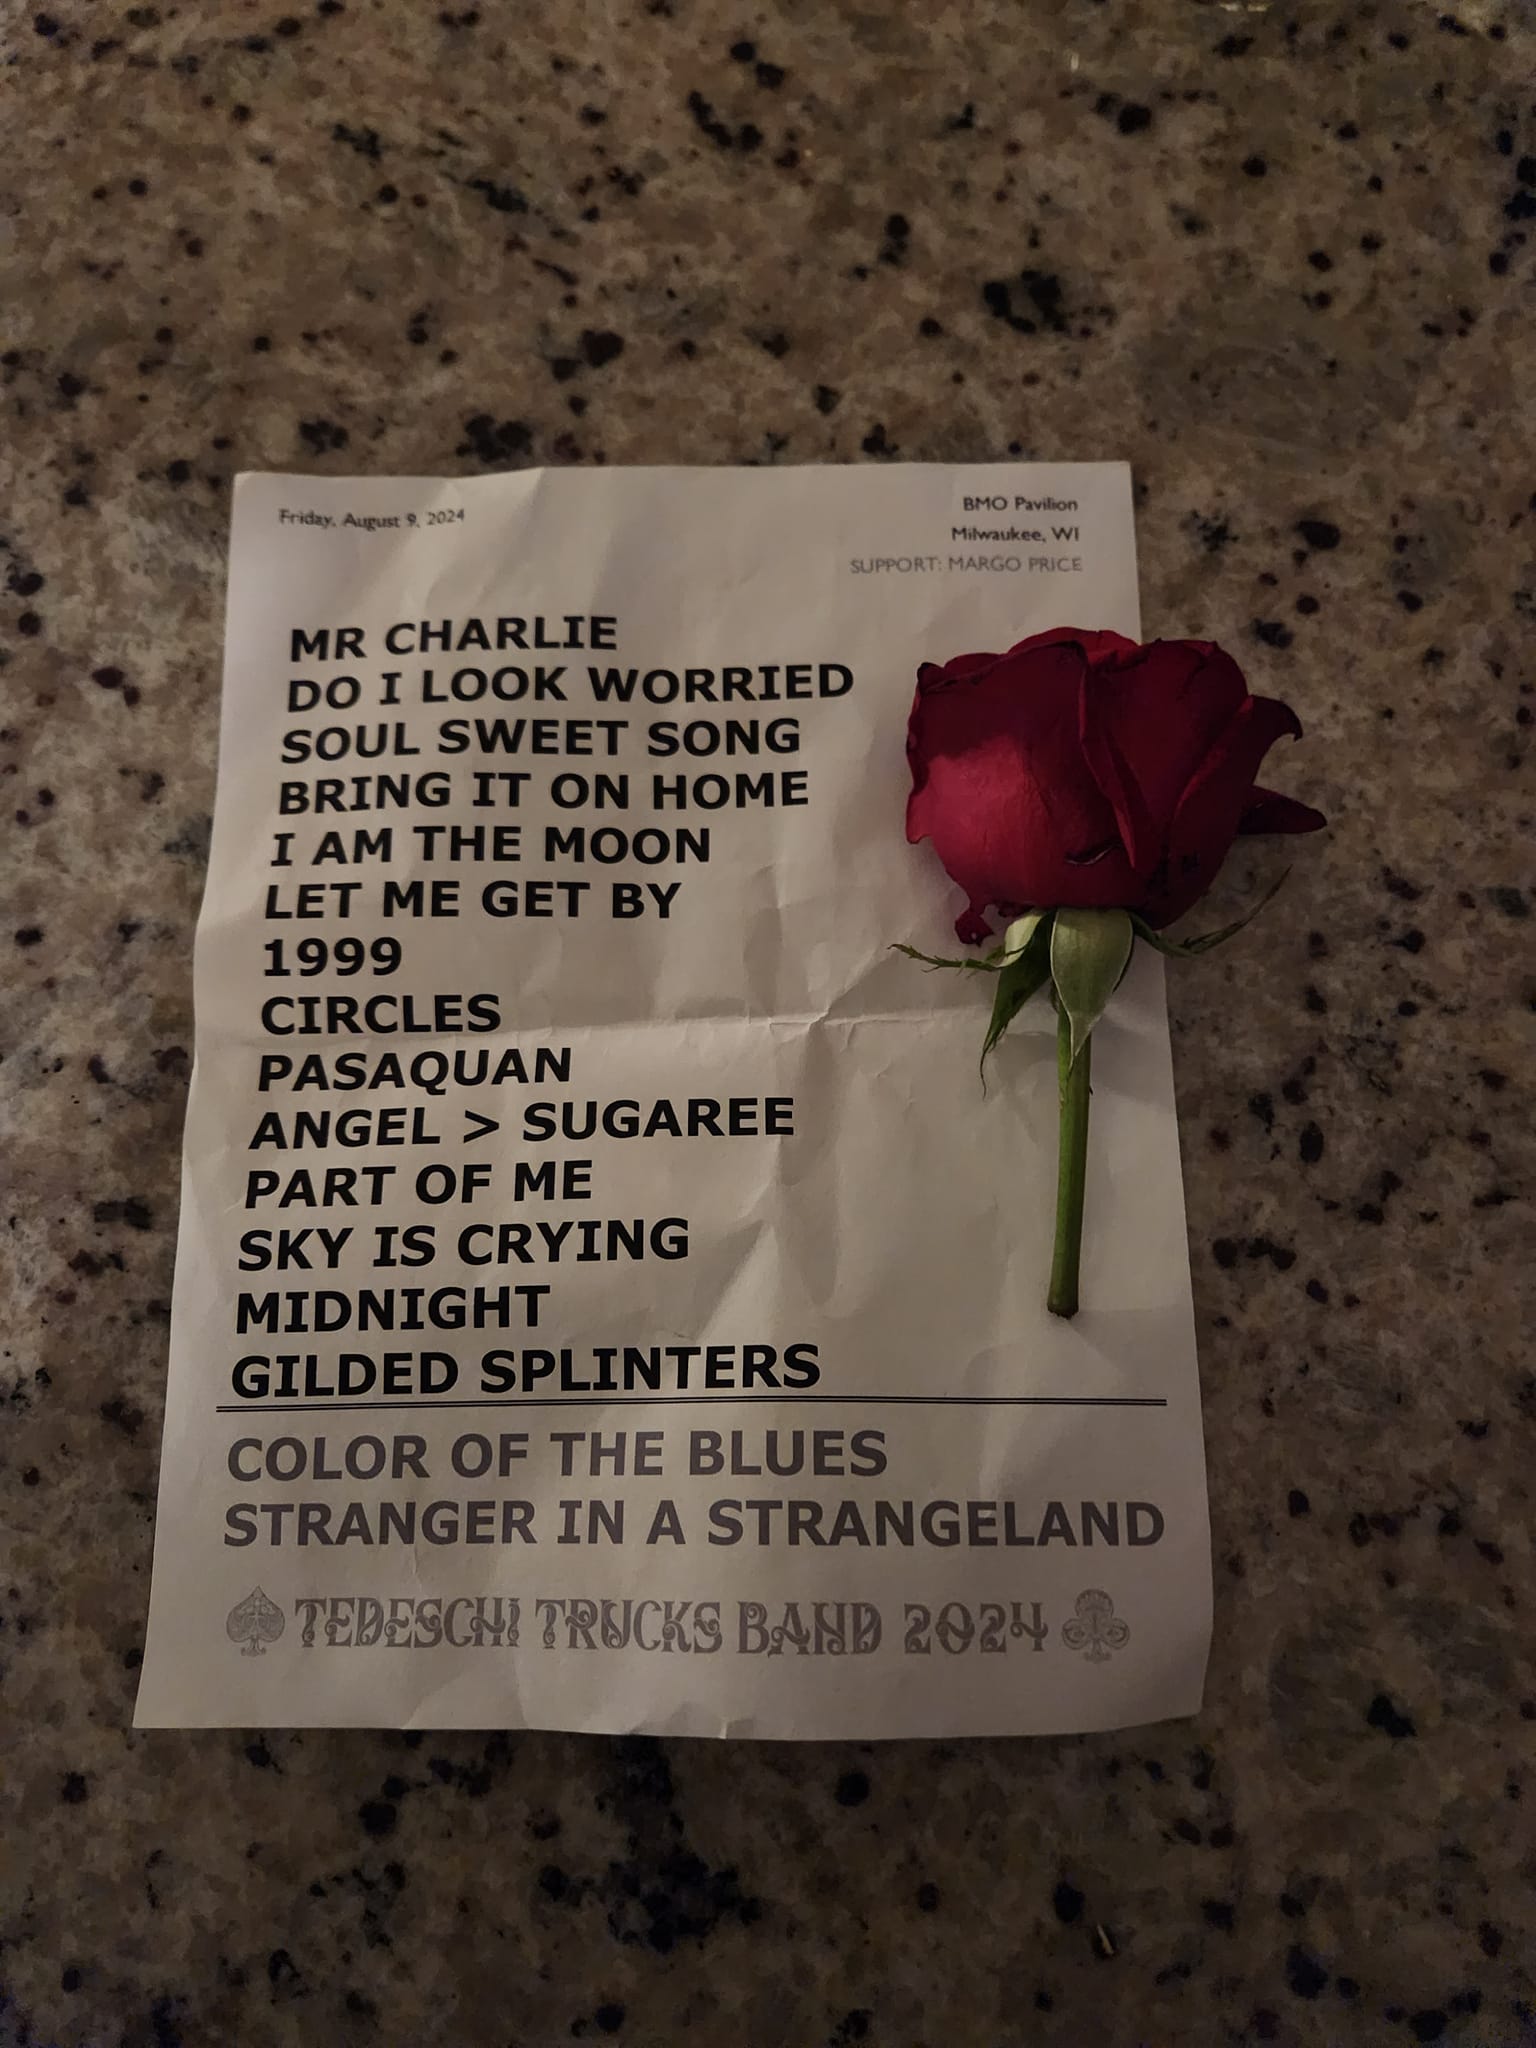 Friday, August 9, 2024
BMO Pavilion
Milwaukee, WI
SUPPORT: MARGO PRICE
MR CHARLIE
DO I LOOK WORRIED
SOUL SWEET SONG
BRING IT ON HOME
I AM THE MOON
LET ME GET BY
1999
CIRCLES
PASAQUAN
ANGEL > SUGAREE
PART OF ME
SKY IS CRYING
MIDNIGHT
GILDED SPLINTERS
COLOR OF THE BLUES
STRANGER IN A STRANGELAND
TEDESCHI TRUCKS BAND 2024